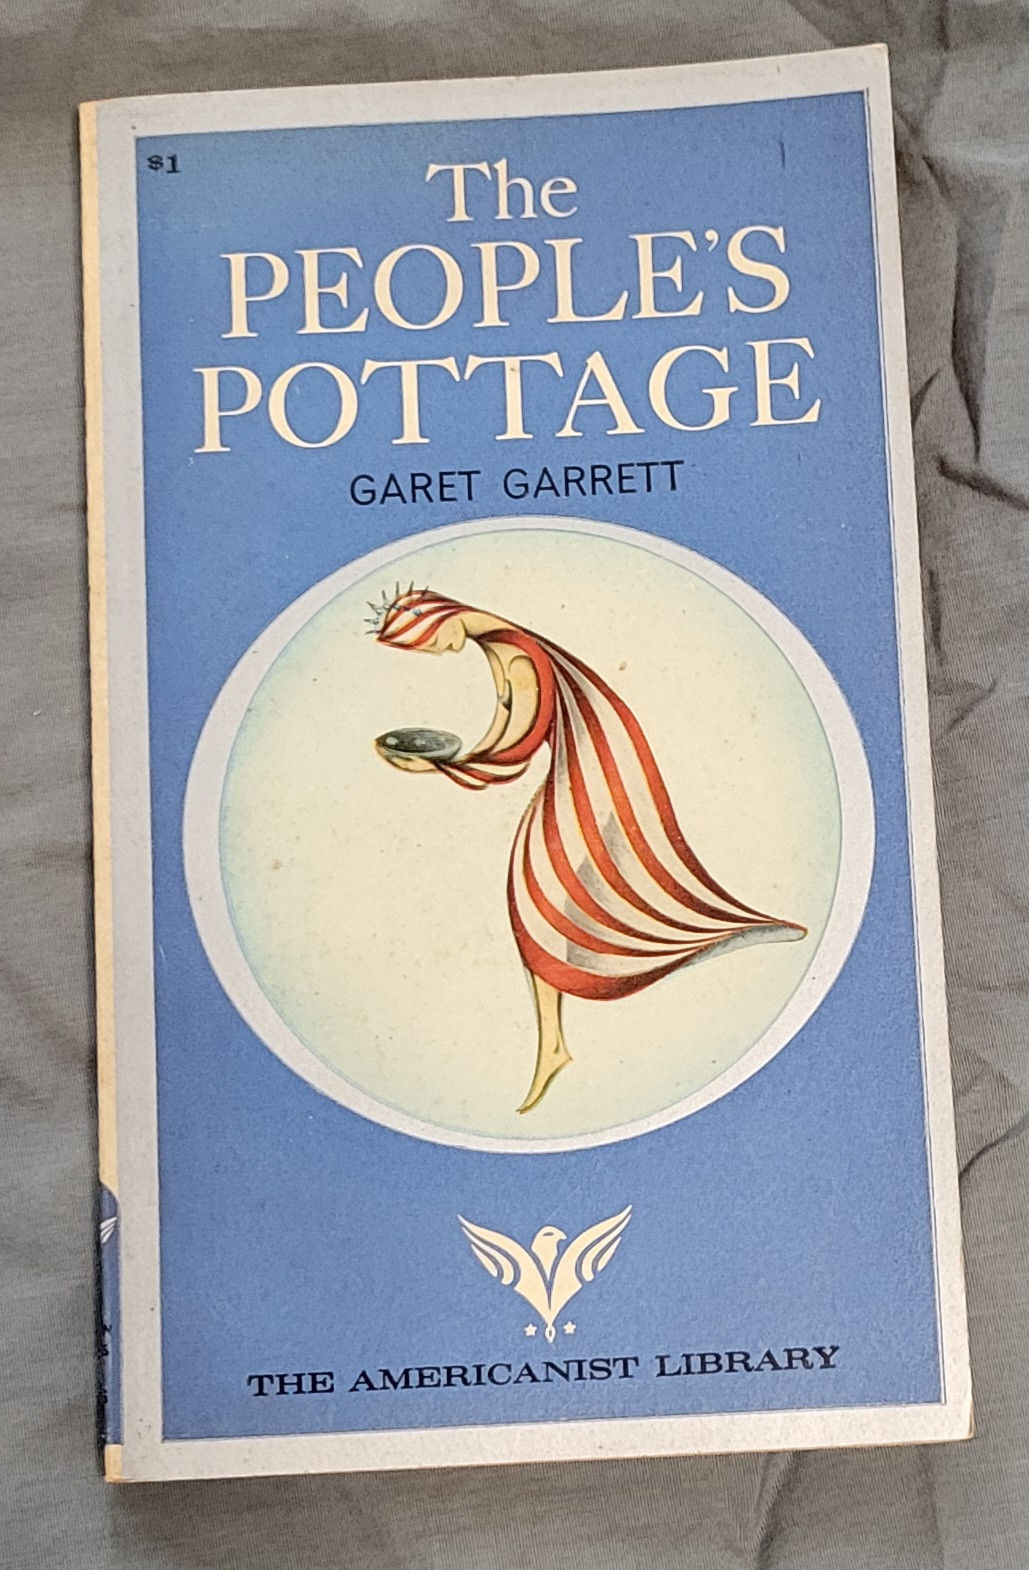 $1
The
PEOPLE'S
POTTAGE
GARET GARRETT
THE AMERICANIST LIBRARY